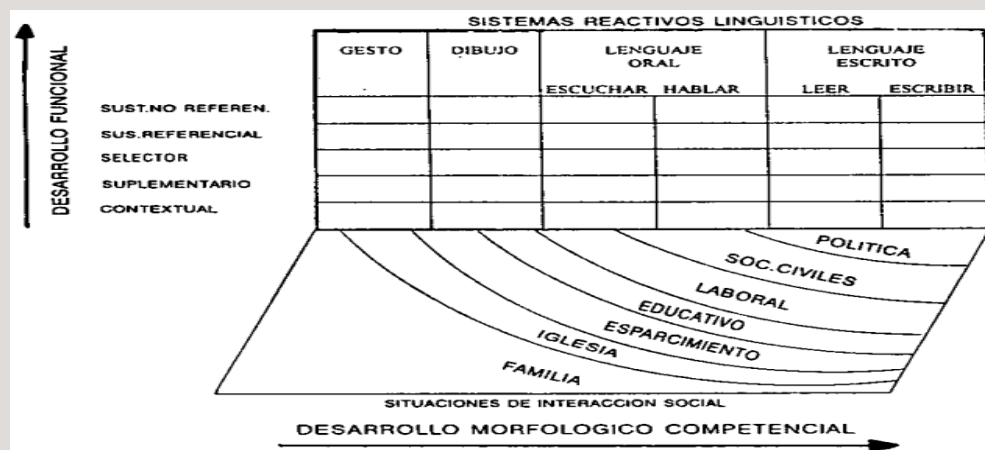 SISTEMAS REACTIVOS LINGUISTICOS
GESTO
DIBUJO
LENGUAJE
ORAL
LENGUAJE
ESCRITO
ESCUCHAR
HABLAR
LEER
ESCRIBIR
DESARROLLO FUNCIONAL
SUST.NO REFEREN.
SUS.REFERENCIAL
SELECTOR
SUPLEMENTARIO
CONTEXTUAL
POLITICA
SOC.CIVILES
LABORAL
EDUCATIVO
ESPARCIMIENTO
IGLESIA
FAMILIA
SITUACIONES DE INTERACCION SOCIAL
DESARROLLO MORFOLOGICO COMPETENCIAL